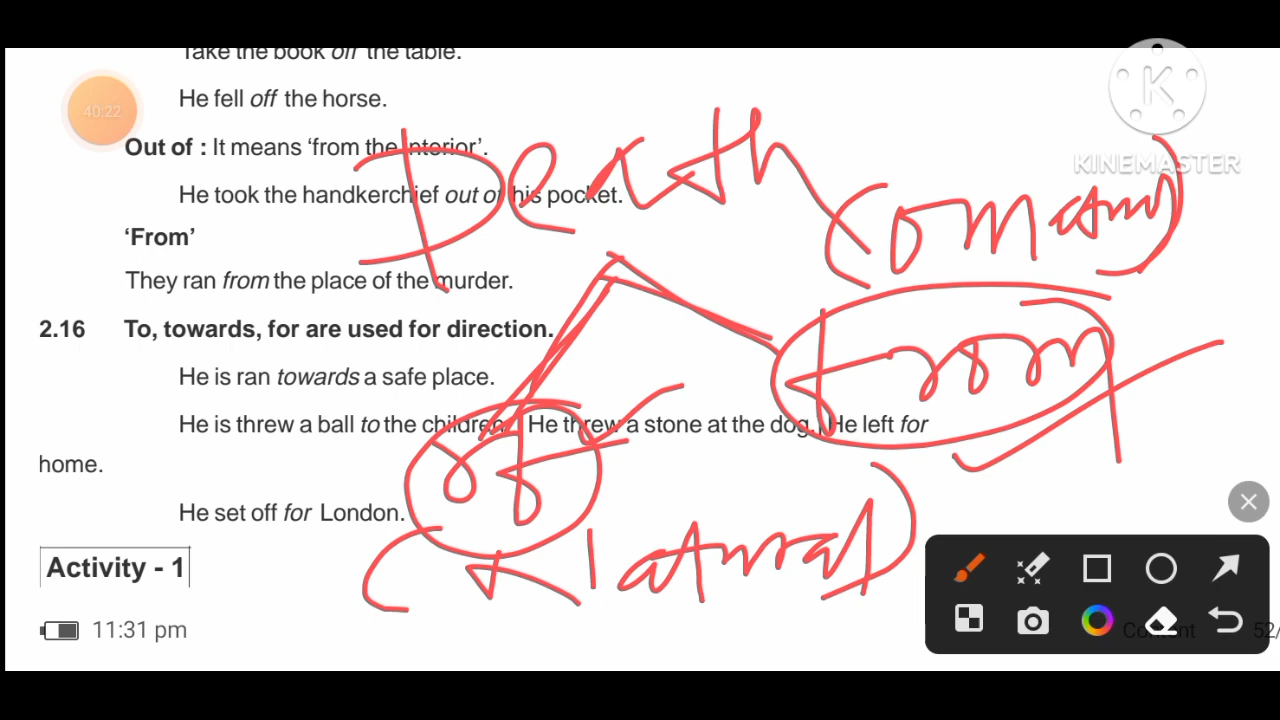 Take the book off the table.
40:22
He fell off the horse.
Out of : It means 'from the interior'.
KINEMASTER
He took the handkerchief out of his pocket.
Death
'From'
They ran from the place of the murder.
2.16 To, towards, for are used for direction.
from
He is ran towards a safe place.
He is threw a ball to the children. He threw a stone at the dog. He left for
home.
of
He set off for London.
(Natural)
Activity - 1
11:31 pm
Content 52/